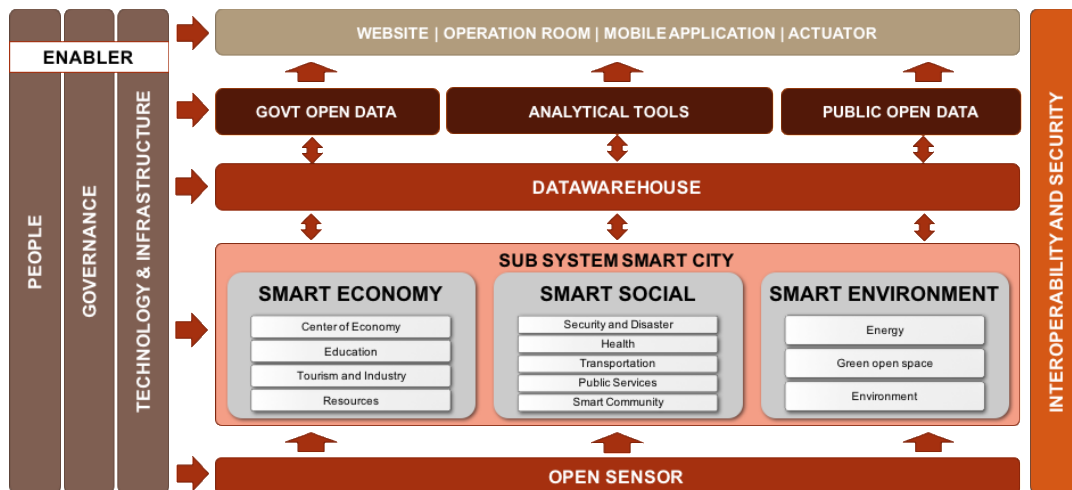 ENABLER
PEOPLE
GOVERNANCE
TECHNOLOGY & INFRASTRUCTURE
WEBSITE | OPERATION ROOM | MOBILE APPLICATION | ACTUATOR
GOVT OPEN DATA
ANALYTICAL TOOLS
PUBLIC OPEN DATA
DATAWAREHOUSE
SUB SYSTEM SMART CITY
SMART ECONOMY
Center of Economy
Education
Tourism and Industry
Resources
SMART SOCIAL
Security and Disaster
Health
Transportation
Public Services
Smart Community
SMART ENVIRONMENT
Energy
Green open space
Environment
OPEN SENSOR
INTEROPERABILITY AND SECURITY